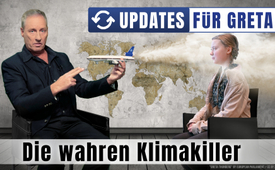 UPDATES FÜR GRETA
Die wahren Klimakiller